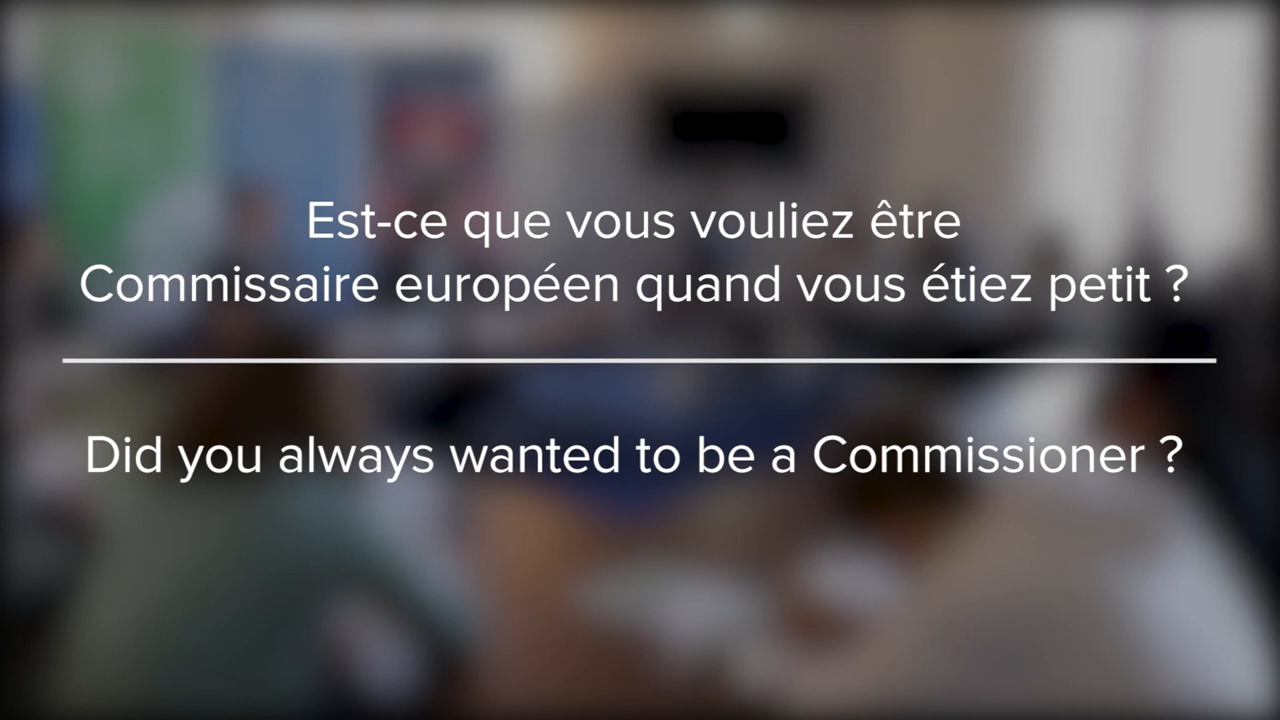 Est-ce que vous vouliez être
Commissaire européen quand vous étiez petit ?
Did you always wanted to be a Commissioner ?